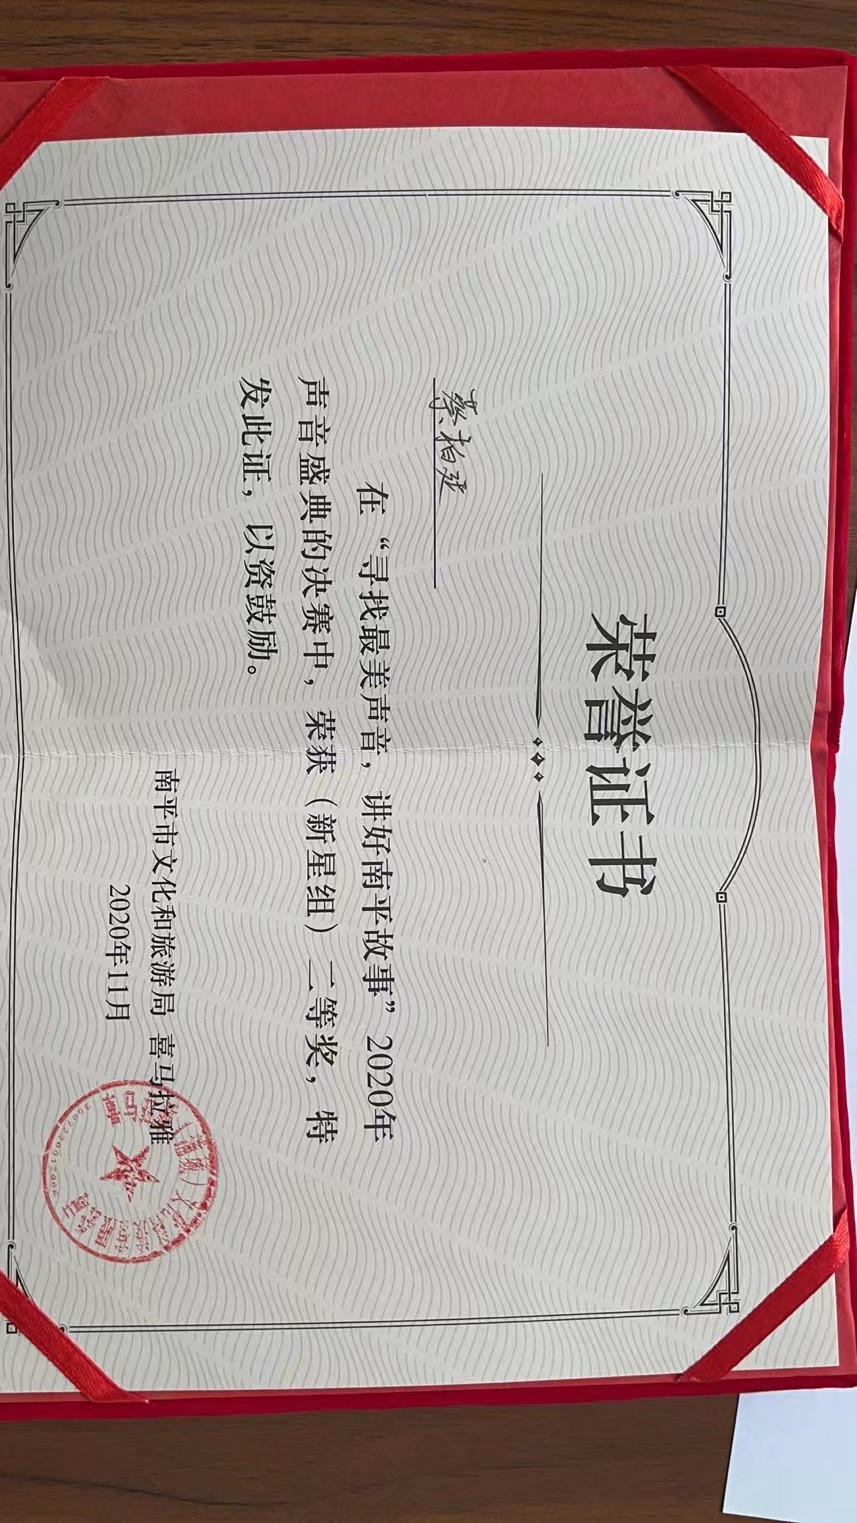 荣誉证书
蔡柏延
在“寻找最美声音，讲好南平故事”2020年
声音盛典的决赛中，荣获（新星组）二等奖，特
发此证，以资鼓励。
南平市文化和旅游局 喜马拉雅
2020年11月